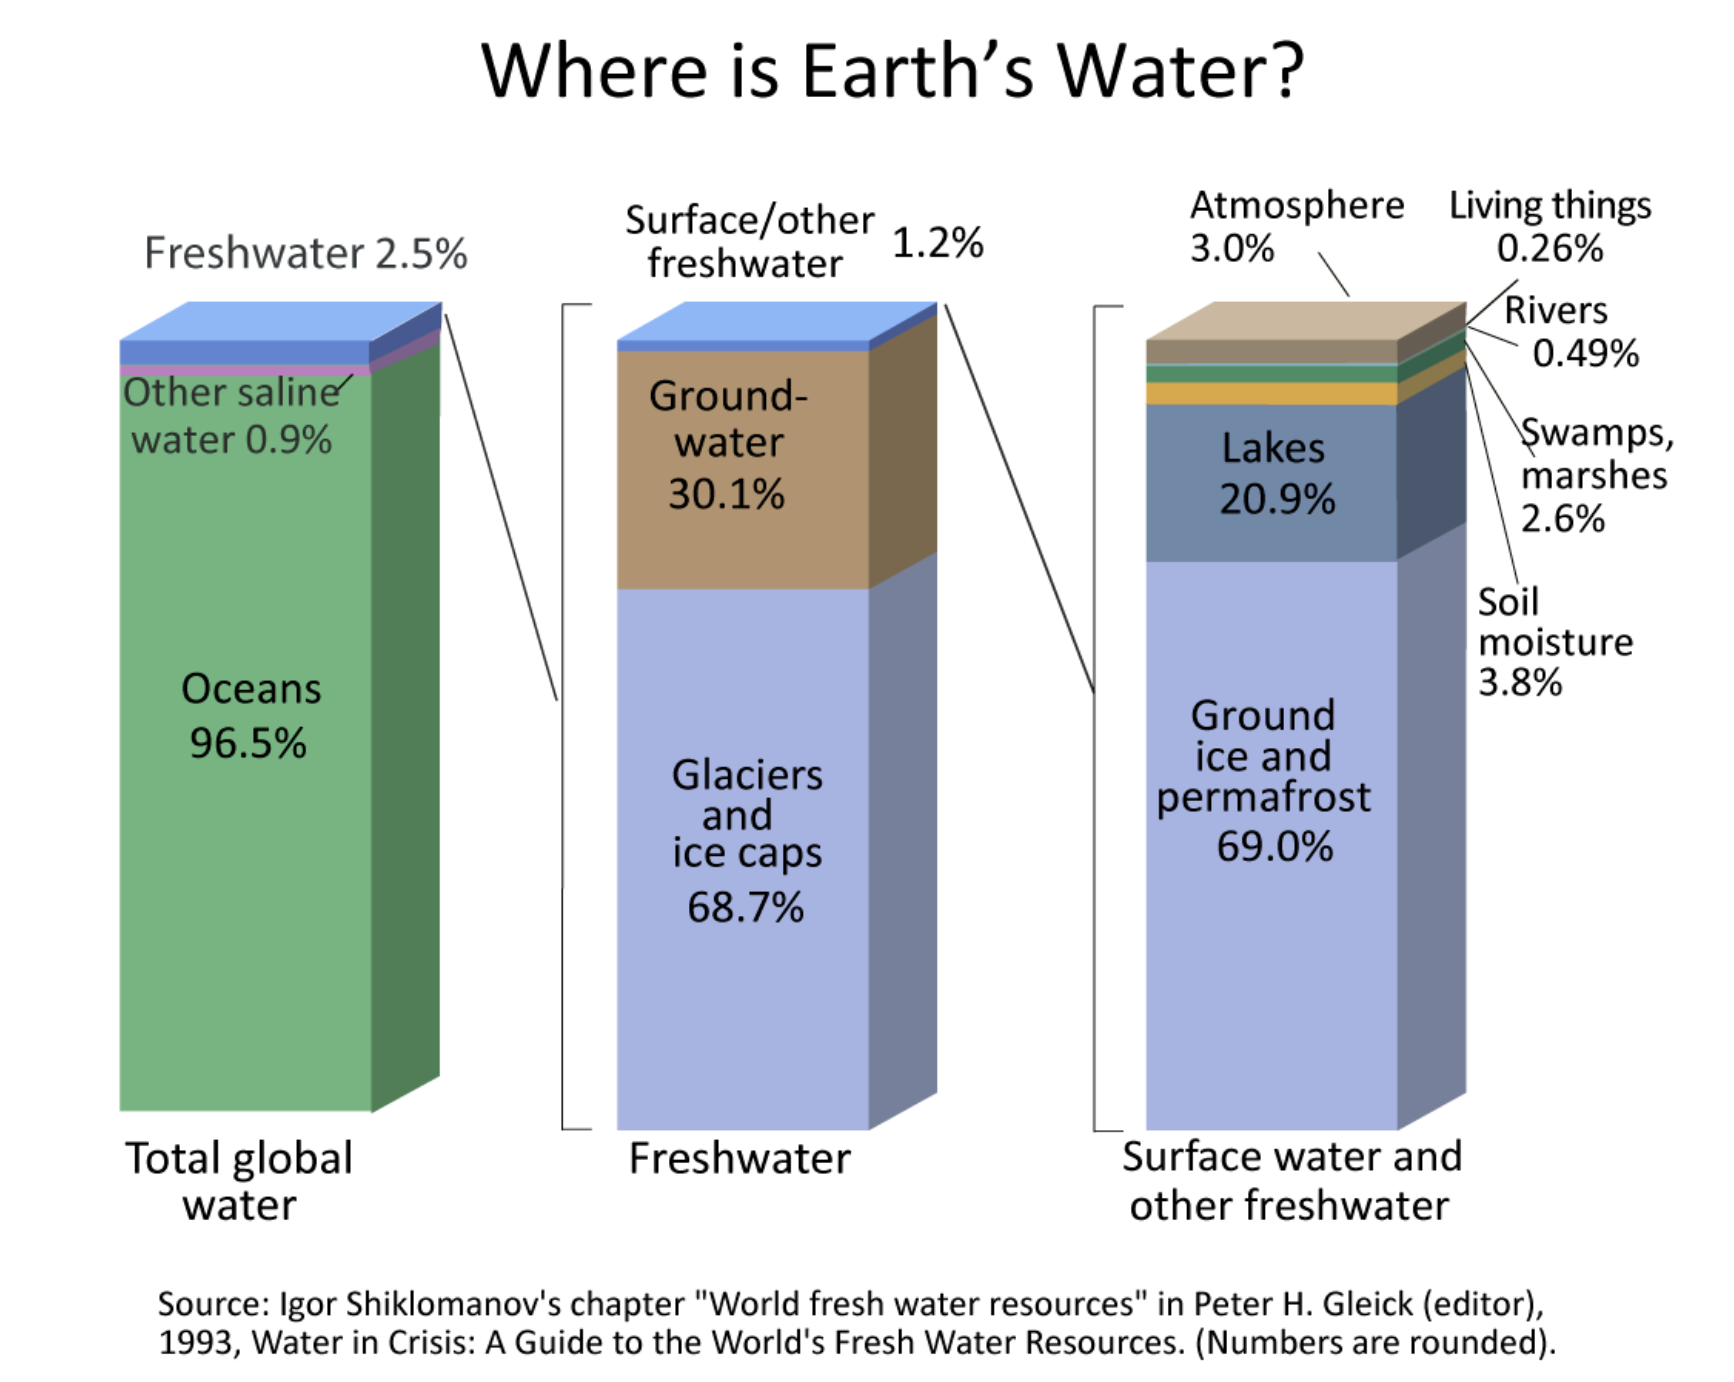 Where is Earth’s Water?
Freshwater 2.5%
Other saline
water 0.9%
Oceans
96.5%
Total global
water
Surface/other
freshwater
1.2%
Ground-
water
30.1%
Glaciers
and
ice caps
68.7%
Freshwater
Atmosphere
3.0%
Living things
0.26%
Rivers
0.49%
Swamps,
marshes
2.6%
Soil
moisture
3.8%
Lakes
20.9%
Ground
ice and
permafrost
69.0%
Surface water and
other freshwater
Source: Igor Shiklomanov's chapter "World fresh water resources" in Peter H. Gleick (editor),
1993, Water in Crisis: A Guide to the World's Fresh Water Resources. (Numbers are rounded).